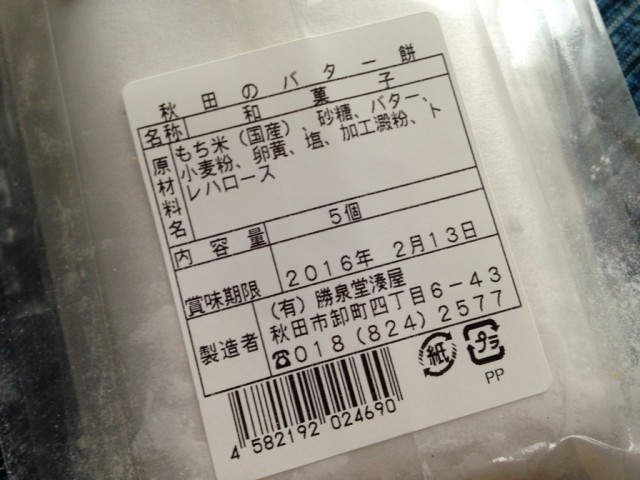 秋田のバター餅
名称 和菓子
原材料名 もち米（国産）、砂糖、バター、
小麦粉、卵黄、塩、加工澱粉、ト
レハロース
内容量 5個
賞味期限 2016年 2月13日
製造者 （有）勝泉堂湊屋
秋田市卸町四丁目6-43
☎018（824）2577
紙 プラ
PP
4 582192 024690